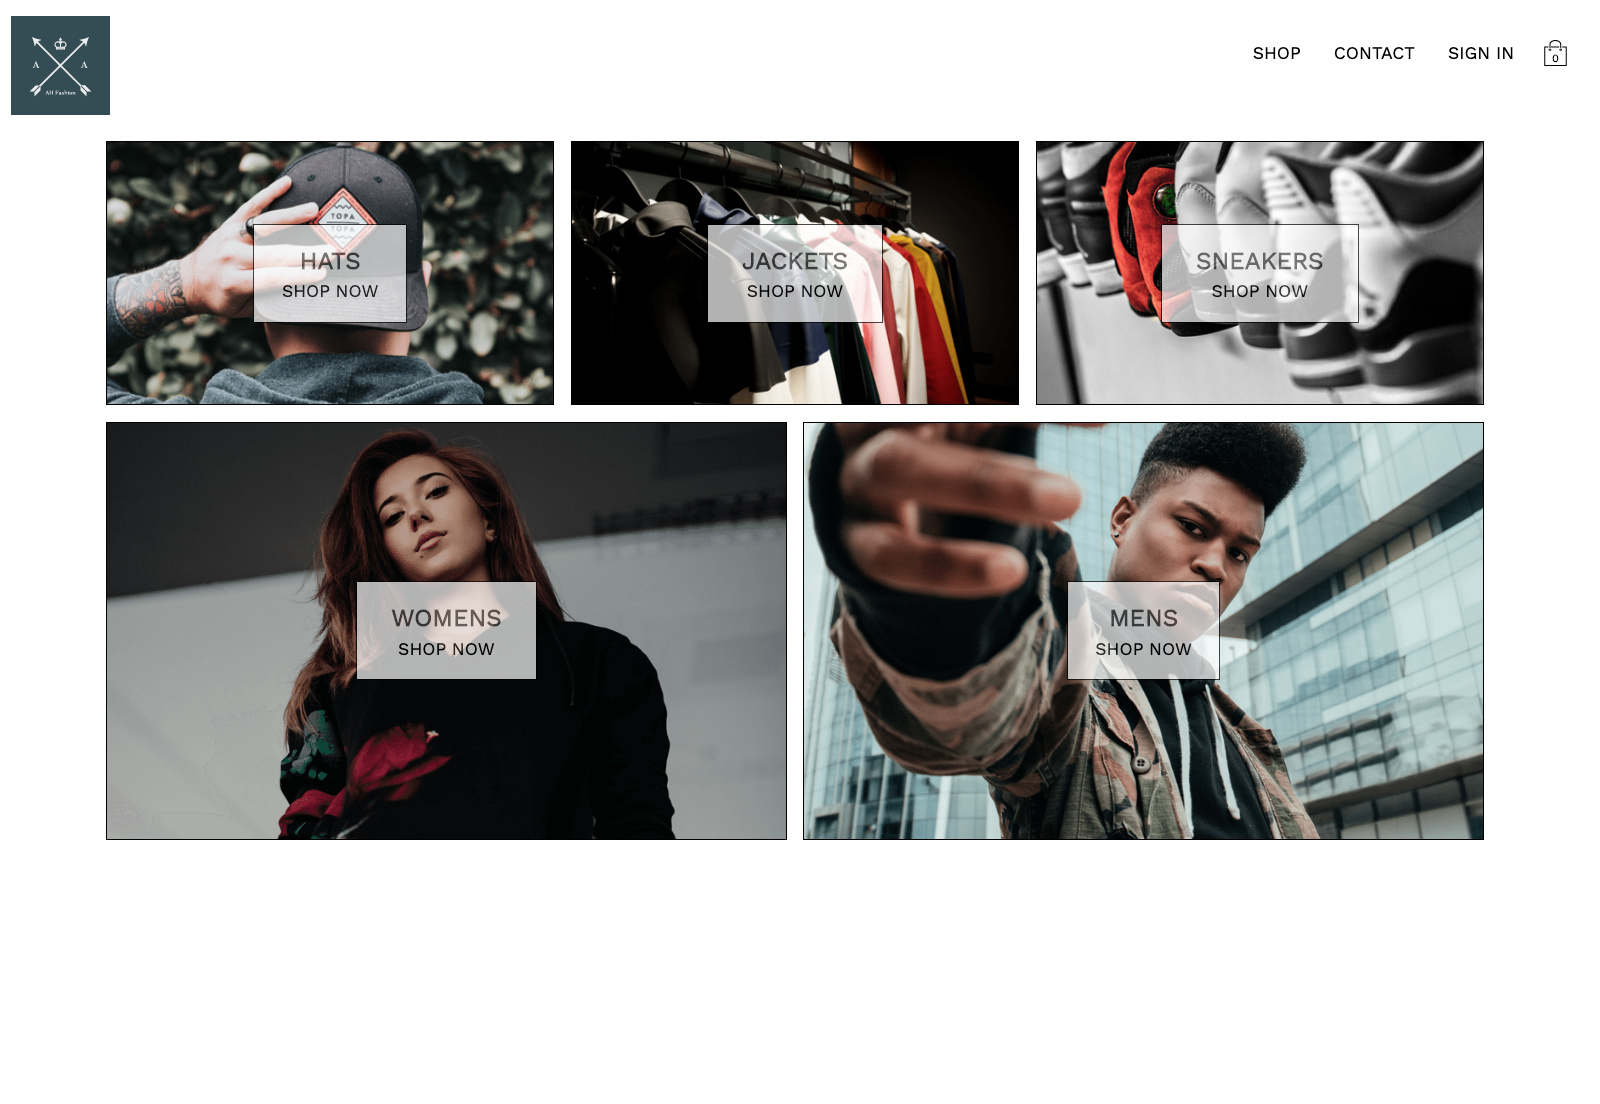 A A
AH Fashion
SHOP CONTACT SIGN IN 0
TOPA
TOPA
HATS
SHOP NOW
JACKETS
SHOP NOW
SNEAKERS
SHOP NOW
WOMENS
SHOP NOW
MENS
SHOP NOW